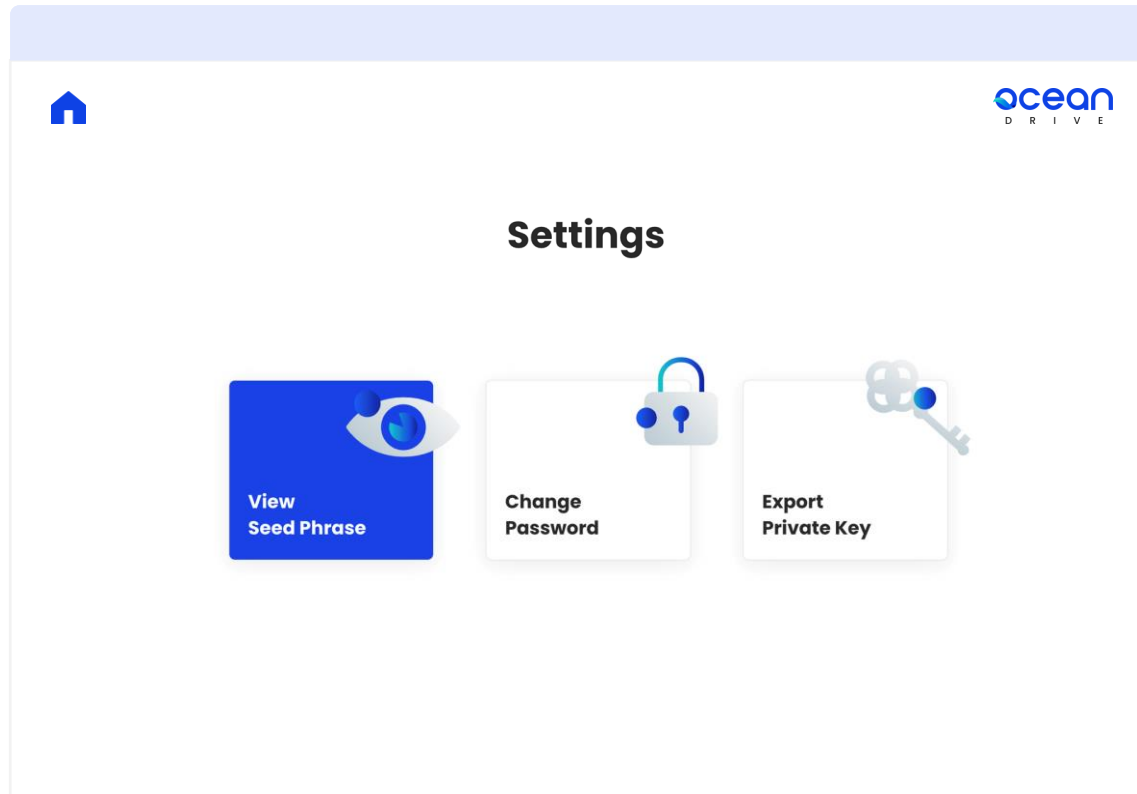 ocean
DRIVE
Settings
View
Seed Phrase
Change
Password
Export
Private Key